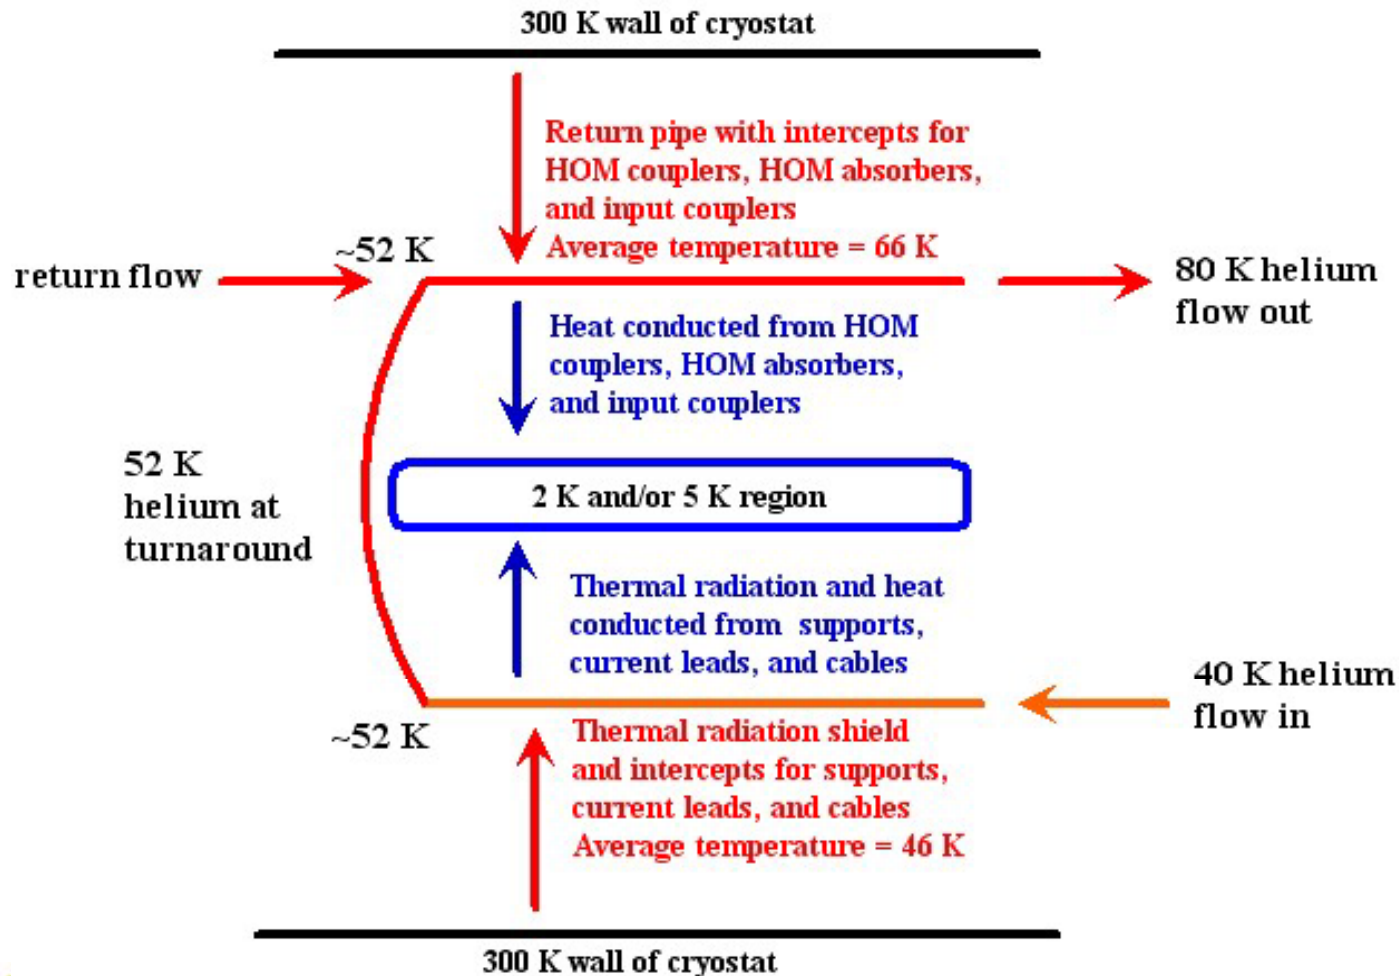 300 K wall of cryostat
Return pipe with intercepts for
HOM couplers, HOM absorbers,
and input couplers
Average temperature = 66 K
~52 K
return flow
80 K helium
flow out
Heat conducted from HOM
couplers, HOM absorbers,
and input couplers
52 K
helium at
turnaround
2 K and/or 5 K region
Thermal radiation and heat
conducted from supports,
current leads, and cables
40 K helium
flow in
~52 K
Thermal radiation shield
and intercepts for supports,
current leads, and cables
Average temperature = 46 K
300 K wall of cryostat